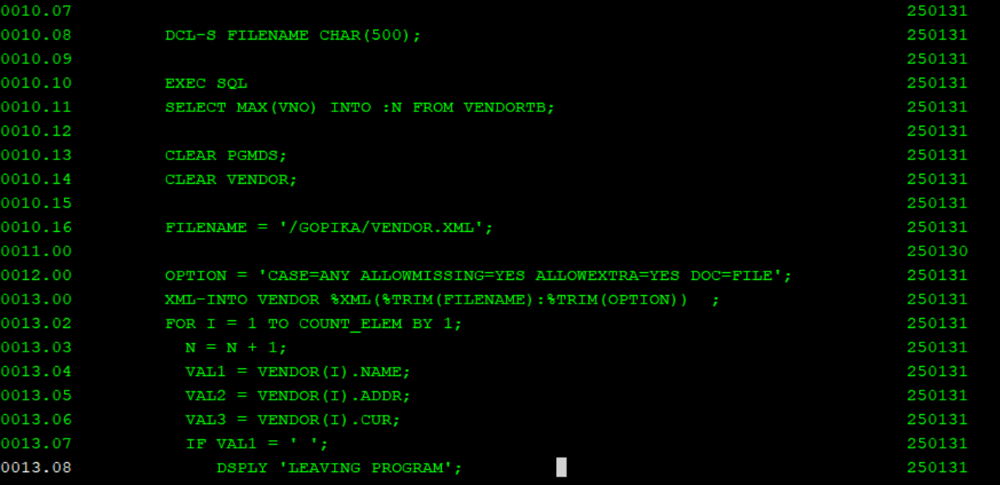 0010.07 250131
0010.08 DCL-S FILENAME CHAR(500); 250131
0010.09 250131
0010.10 EXEC SQL 250131
0010.11 SELECT MAX(VNO) INTO :N FROM VENDORTB; 250131
0010.12 250131
0010.13 CLEAR PGMDS; 250131
0010.14 CLEAR VENDOR; 250131
0010.15 250131
0010.16 FILENAME = '/GOPIKA/VENDOR.XML'; 250131
0011.00 250130
0012.00 OPTION = 'CASE=ANY ALLOWMISSING=YES ALLOWEXTRA=YES DOC=FILE'; 250131
0013.00 XML-INTO VENDOR %XML(%TRIM(FILENAME):%TRIM(OPTION)) ; 250131
0013.02 FOR I = 1 TO COUNT_ELEM BY 1; 250131
0013.03 N = N + 1; 250131
0013.04 VAL1 = VENDOR(I).NAME; 250131
0013.05 VAL2 = VENDOR(I).ADDR; 250131
0013.06 VAL3 = VENDOR(I).CUR; 250131
0013.07 IF VAL1 = ' '; 250131
0013.08 DSPLY 'LEAVING PROGRAM'; 250131